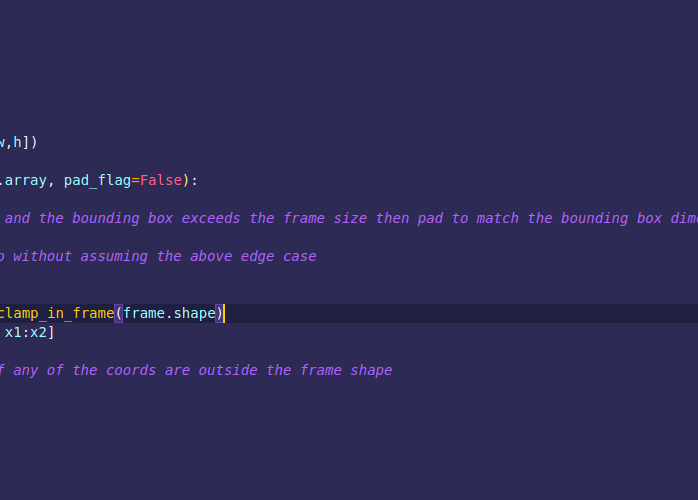 ,h])
.array, pad_flag=False):
and the bounding box exceeds the frame size then pad to match the bounding box
without assuming the above edge case
clamp_in_frame(frame.shape)
x1:x2]
any of the coords are outside the frame shape